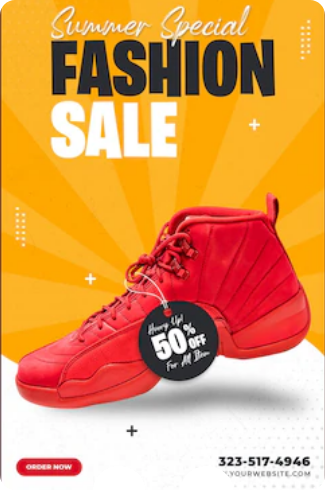 Summer Special
FASHION
SALE
Hurry Up!
50% OFF
For All Item
ORDER NOW
323-517-4946
YOURWEBSITE.COM